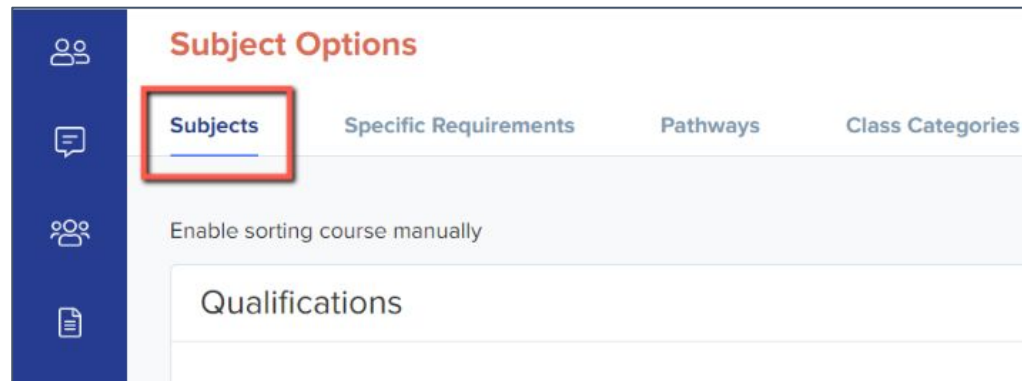 Subject Options
Subjects Specific Requirements Pathways Class Categories
Enable sorting course manually
Qualifications